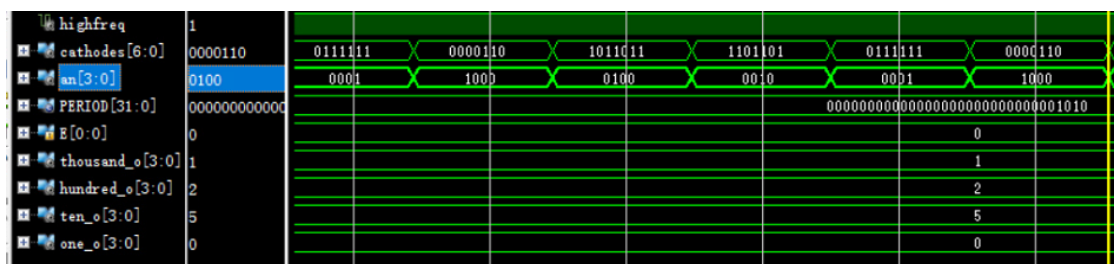 highfreq 1
cathodes[6:0] 0000110 0111111 0000110 1011011 1101101 0111111 0000110
an[3:0] 0100 0001 1000 0100 0010 0001 1000
PERIOD[31:0] 000000000000 00000000000000000000000000001010
E[0:0] 0 0
thousand_o[3:0] 1 1
hundred_o[3:0] 2 2
ten_o[3:0] 5 5
one_o[3:0] 0 0